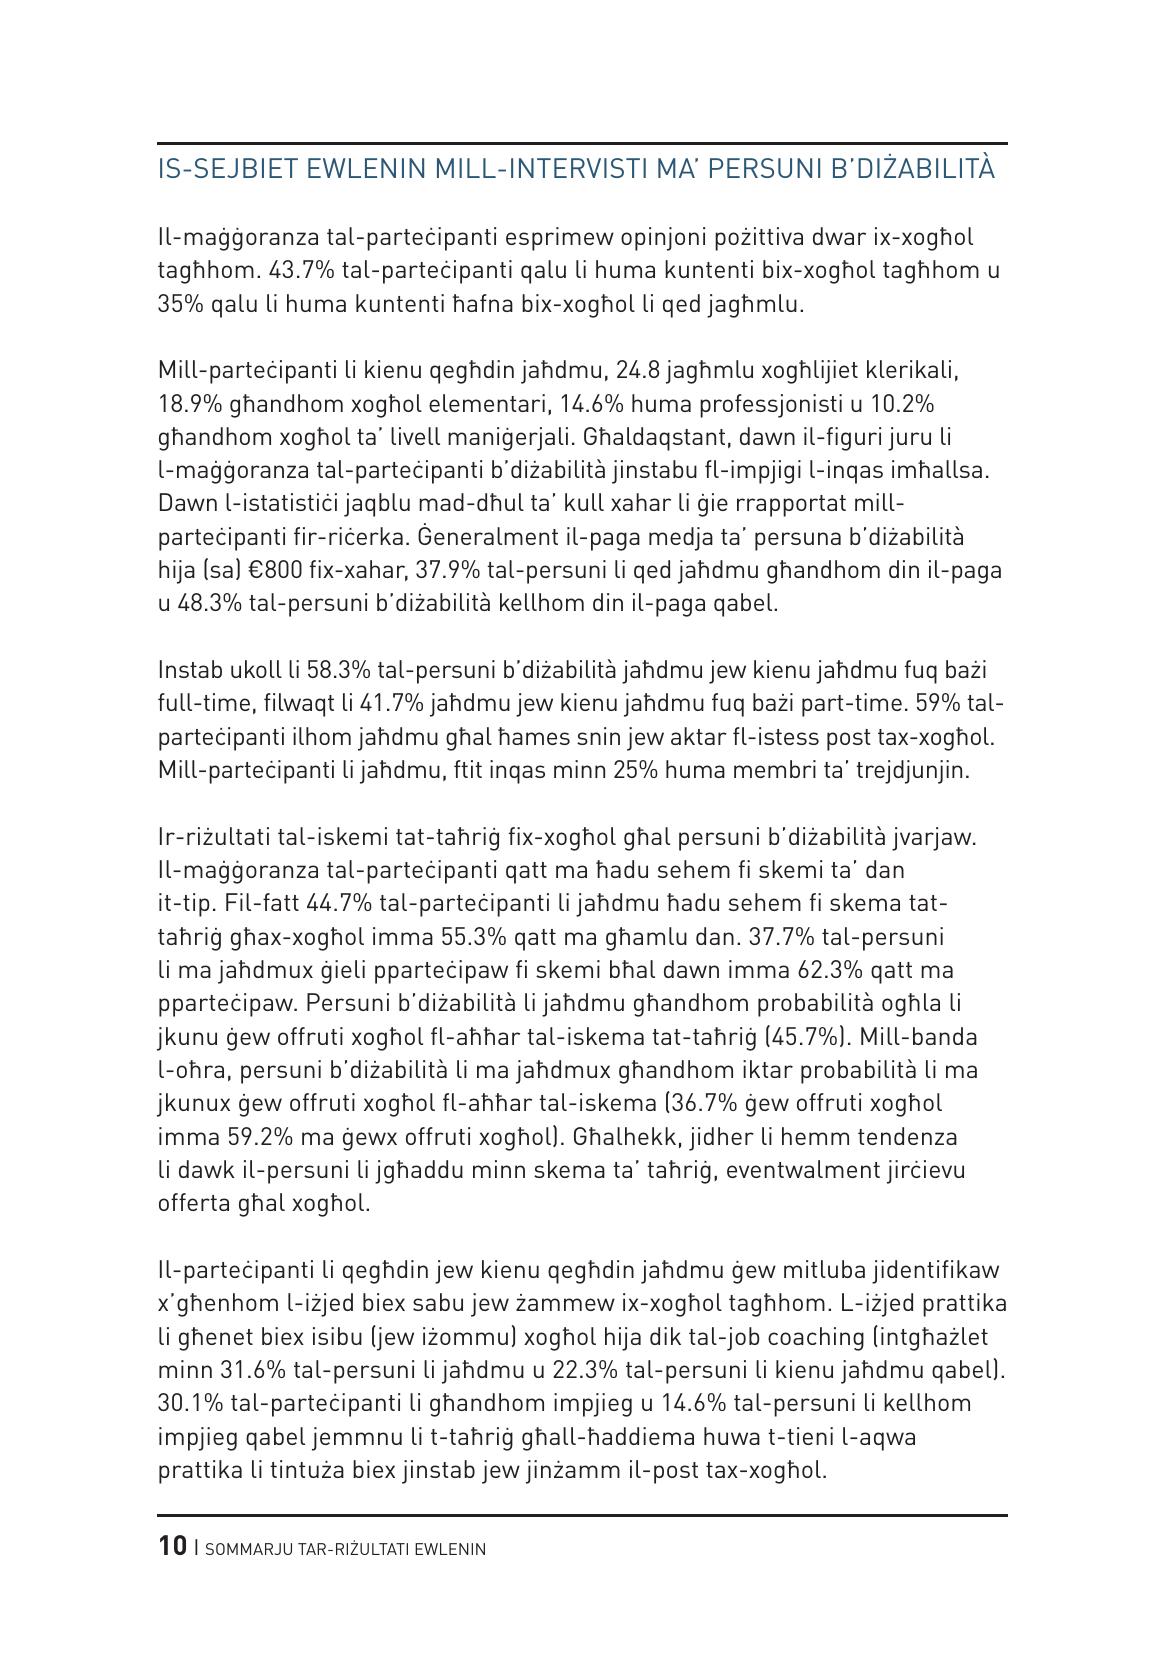 IS-SEJBIET EWLENIN MILL-INTERVISTI MA’ PERSUNI B’DIŻABILITÀ
Il-maġġoranza tal-parteċipanti esprimew opinjoni pożittiva dwar ix-xogħol
tagħhom. 43.7% tal-parteċipanti qalu li huma kuntenti bix-xogħol tagħhom u
35% qalu li huma kuntenti ħafna bix-xogħol li qed jagħmlu.
Mill-parteċipanti li kienu qegħdin jaħdmu, 24.8 jagħmlu xogħlijiet klerikali,
18.9% għandhom xogħol elementari, 14.6% huma professjonisti u 10.2%
għandhom xogħol ta’ livell maniġerjali. Għaldaqstant, dawn il-figuri juru li
l-maġġoranza tal-parteċipanti b’diżabilità jinstabu fl-impjigi l-inqas imħallsa.
Dawn l-istatistiċi jaqblu mad-dħul ta’ kull xahar li ġie rrapportat mill-
parteċipanti fir-riċerka. Ġeneralment il-paga medja ta’ persuna b’diżabilità
hija (sa) €800 fix-xahar, 37.9% tal-persuni li qed jaħdmu għandhom din il-paga
u 48.3% tal-persuni b’diżabilità kellhom din il-paga qabel.
Instab ukoll li 58.3% tal-persuni b’diżabilità jaħdmu jew kienu jaħdmu fuq bażi
full-time, filwaqt li 41.7% jaħdmu jew kienu jaħdmu fuq bażi part-time. 59% tal-
parteċipanti ilhom jaħdmu għal ħames snin jew aktar fl-istess post tax-xogħol.
Mill-parteċipanti li jaħdmu, ftit inqas minn 25% huma membri ta’ trejdjunjin.
Ir-riżultati tal-iskemi tat-taħriġ fix-xogħol għal persuni b’diżabilità jvarjaw.
Il-maġġoranza tal-parteċipanti qatt ma ħadu sehem fi skemi ta’ dan
it-tip. Fil-fatt 44.7% tal-parteċipanti li jaħdmu ħadu sehem fi skema tat-
taħriġ għax-xogħol imma 55.3% qatt ma għamlu dan. 37.7% tal-persuni
li ma jaħdmux ġieli pparteċipaw fi skemi bħal dawn imma 62.3% qatt ma
pparteċipaw. Persuni b’diżabilità li jaħdmu għandhom probabilità ogħla li
jkunu ġew offruti xogħol fl-aħħar tal-iskema tat-taħriġ (45.7%). Mill-banda
l-oħra, persuni b’diżabilità li ma jaħdmux għandhom iktar probabilità li ma
jkunux ġew offruti xogħol fl-aħħar tal-iskema (36.7% ġew offruti xogħol
imma 59.2% ma ġewx offruti xogħol). Għalhekk, jidher li hemm tendenza
li dawk il-persuni li jgħaddu minn skema ta’ taħriġ, eventwalment jirċievu
offerta għal xogħol.
Il-parteċipanti li qegħdin jew kienu qegħdin jaħdmu ġew mitluba jidentifikaw
x’għenhom l-iżjed biex sabu jew żammew ix-xogħol tagħhom. L-iżjed prattika
li għenet biex isibu (jew iżommu) xogħol hija dik tal-job coaching (intgħażlet
minn 31.6% tal-persuni li jaħdmu u 22.3% tal-persuni li kienu jaħdmu qabel).
30.1% tal-parteċipanti li għandhom impjieg u 14.6% tal-persuni li kellhom
impjieg qabel jemmnu li t-taħriġ għall-ħaddiema huwa t-tieni l-aqwa
prattika li tintuża biex jinstab jew jinżamm il-post tax-xogħol.
10 | SOMMARJU TAR-RIŻULTATI EWLENIN